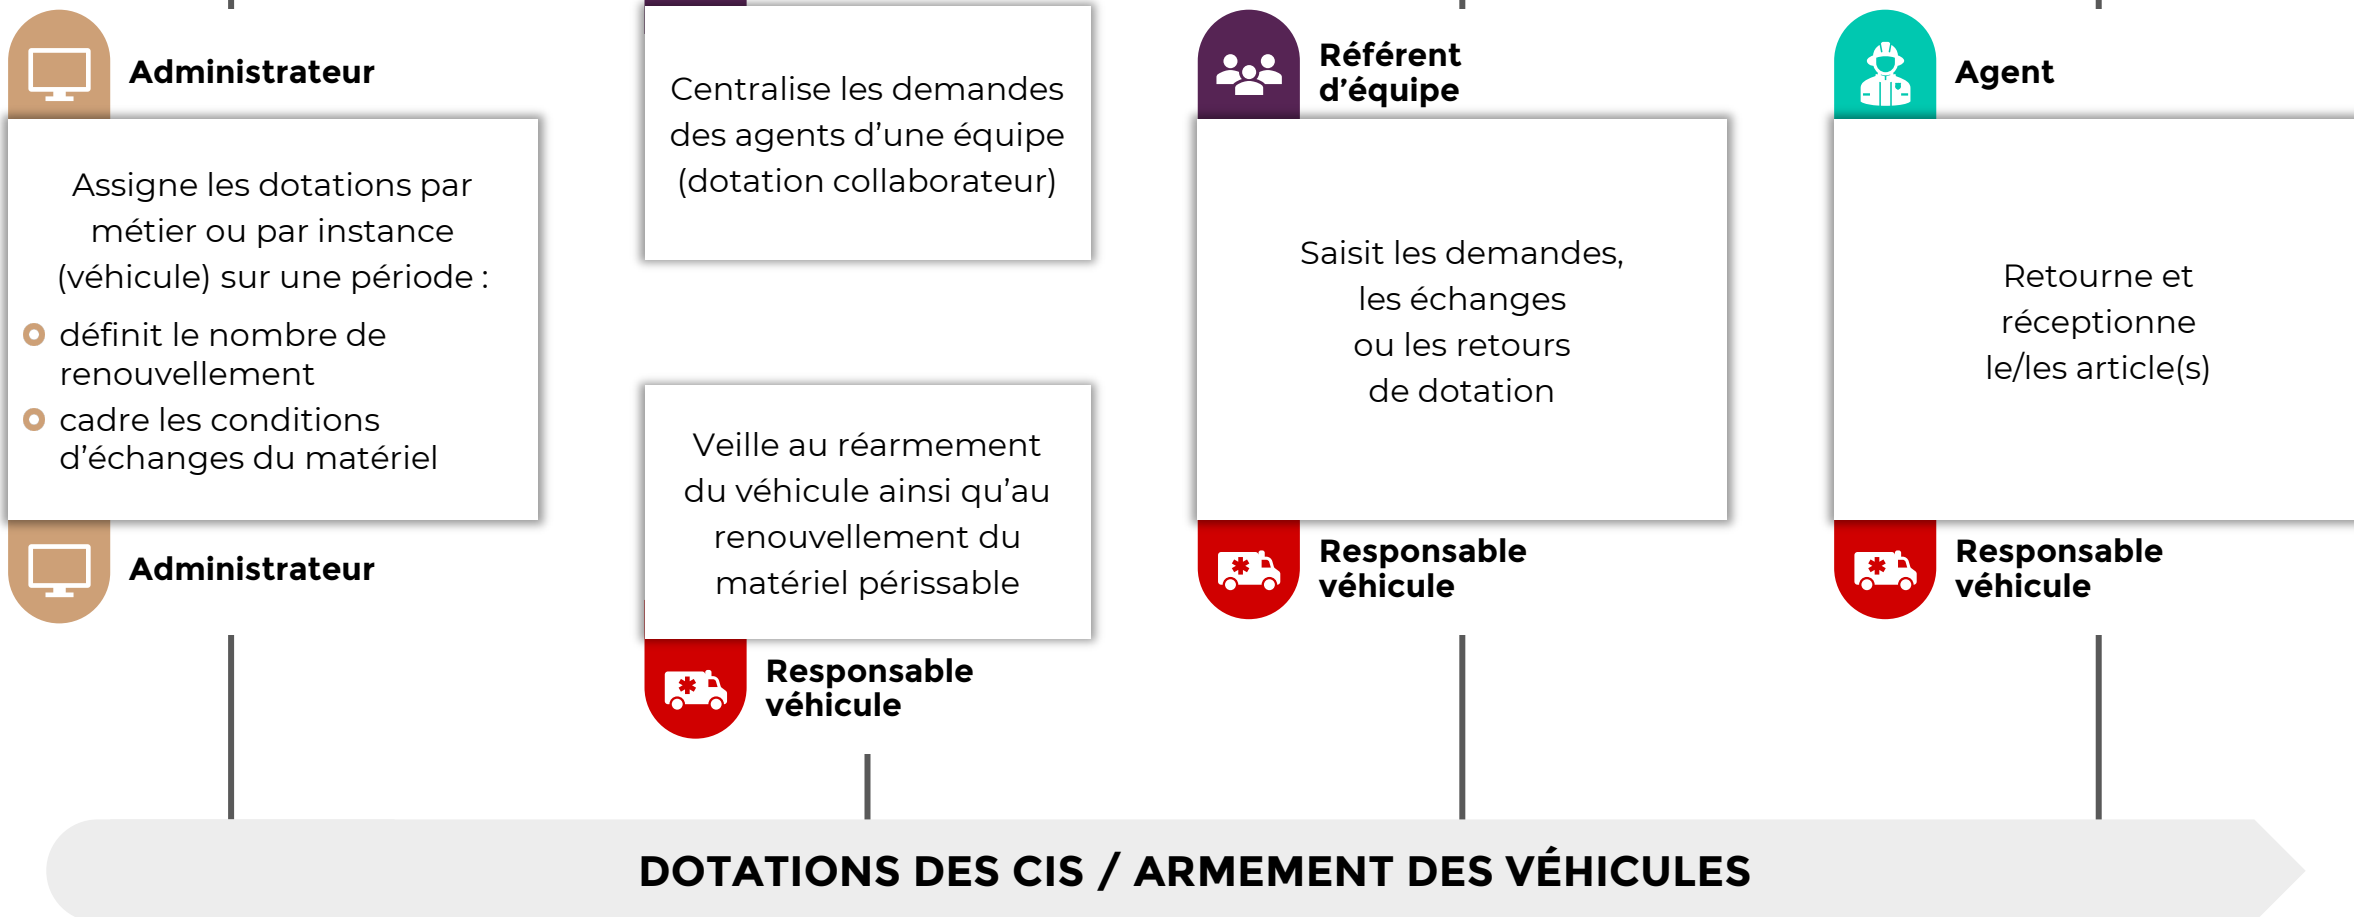 Administrateur
Assigne les dotations par
métier ou par instance
(véhicule) sur une période :
définit le nombre de
renouvellement
cadre les conditions
d’échanges du matériel
Administrateur
Centralise les demandes
des agents d’une équipe
(dotation collaborateur)
Veille au réarmement
du véhicule ainsi qu’au
renouvellement du
matériel périssable
Responsable
véhicule
Référent
d’équipe
Saisit les demandes,
les échanges
ou les retours
de dotation
Responsable
véhicule
Agent
Retourne et
réceptionne
le/les article(s)
Responsable
véhicule
DOTATIONS DES CIS / ARMEMENT DES VÉHICULES